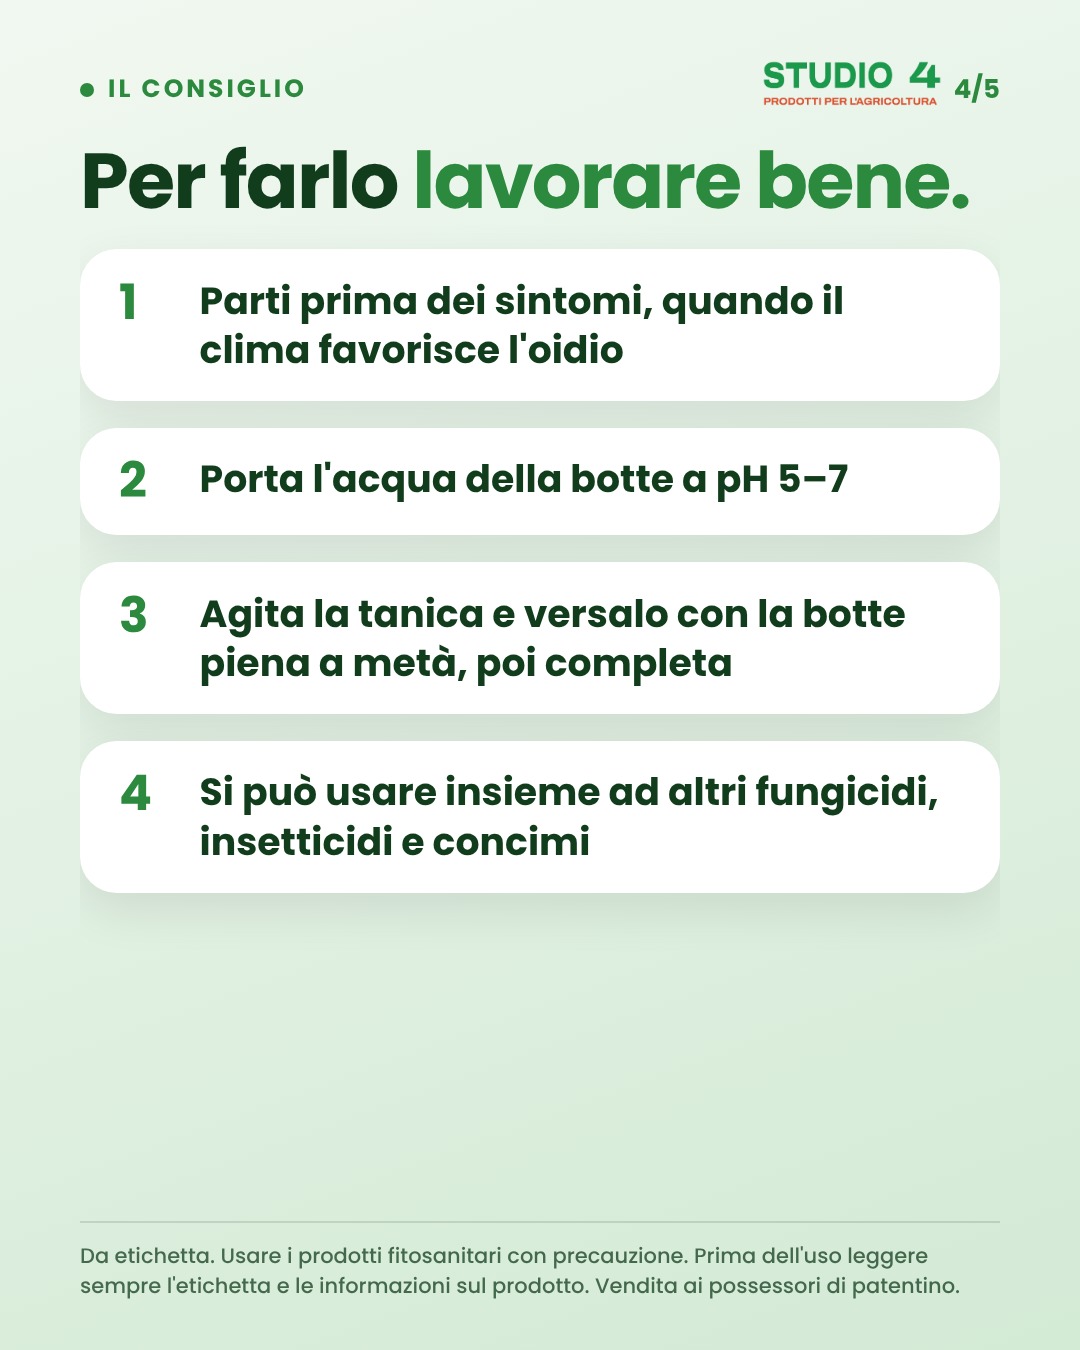 IL CONSIGLIO
STUDIO 4
PRODOTTI PER L'AGRICOLTURA
4/5
Per farlo lavorare bene.
1
Parti prima dei sintomi, quando il
clima favorisce l'oidio
2
Porta l'acqua della botte a pH 5–7
3
Agita la tanica e versalo con la botte
piena a metà, poi completa
4
Si può usare insieme ad altri fungicidi,
insetticidi e concimi
Da etichetta. Usare i prodotti fitosanitari con precauzione. Prima dell'uso leggere
sempre l'etichetta e le informazioni sul prodotto. Vendita ai possessori di patentino.